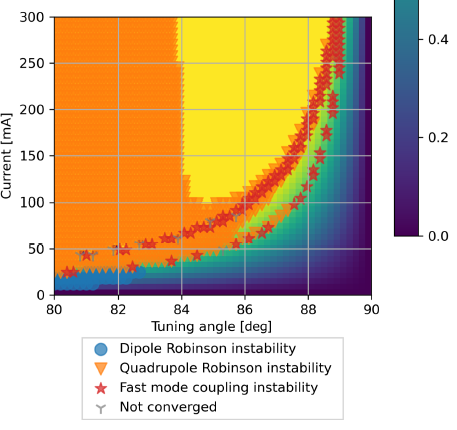 300
250
200
150
100
50
0
Current [mA]
80 82 84 86 88 90
Tuning angle [deg]
0.4
0.2
0.0
Dipole Robinson instability
Quadrupole Robinson instability
Fast mode coupling instability
Not converged